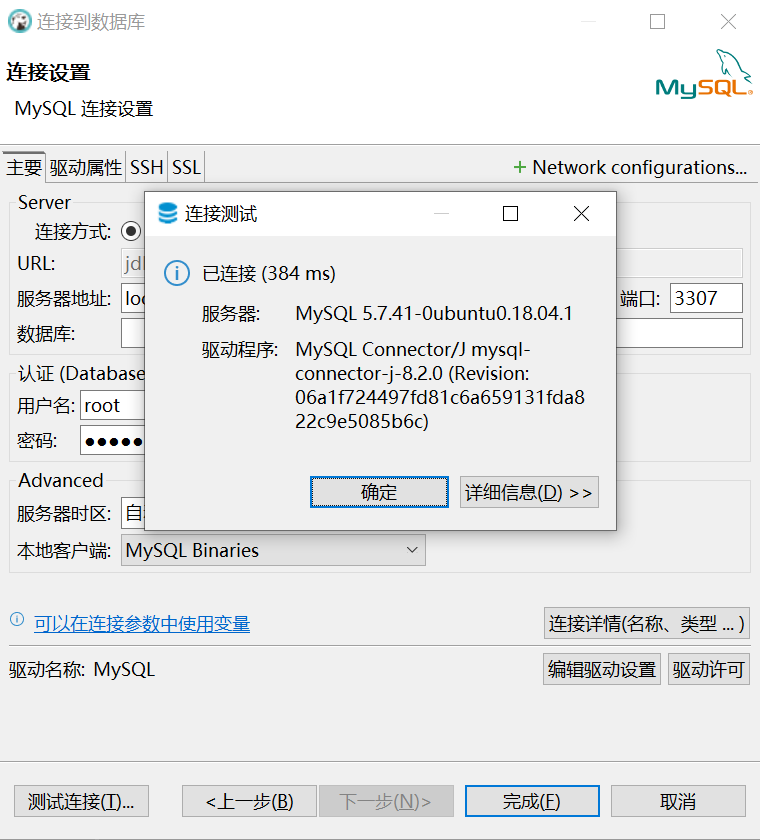 连接到数据库
连接设置
MySQL 连接设置
MySQL
主要 驱动属性 SSH SSL
+ Network configurations...
Server
连接方式:
URL:
服务器地址:
端口: 3307
数据库:
认证 (Database
用户名: root
密码: ●●●●●
Advanced
服务器时区:
本地客户端: MySQL Binaries
连接测试
已连接 (384 ms)
服务器: MySQL 5.7.41-0ubuntu0.18.04.1
驱动程序: MySQL Connector/J mysql-
connector-j-8.2.0 (Revision:
06a1f724497fd81c6a659131fda8
22c9e5085b6c)
确定
详细信息(D) >>
可以在连接参数中使用变量
连接详情(名称、类型 ... )
驱动名称: MySQL
编辑驱动设置
驱动许可
测试连接(T)...
<上一步(B)
下一步(N)>
完成(F)
取消